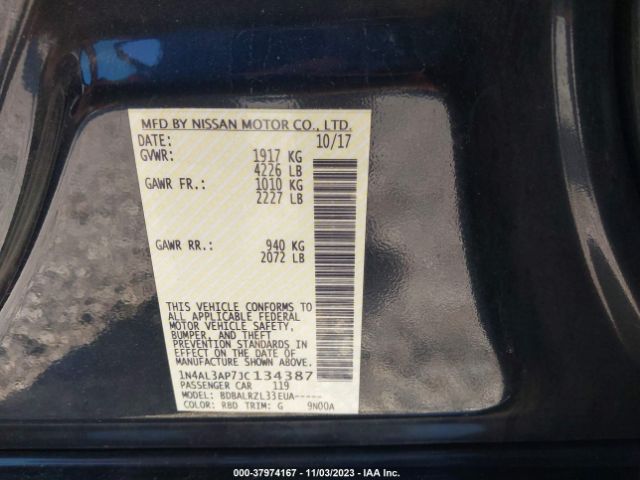 MFD BY NISSAN MOTOR CO., LTD.
DATE: 10/17
GVWR: 1917 KG
4226 LB
GAWR FR.: 1010 KG
2227 LB
GAWR RR.: 940 KG
2072 LB
THIS VEHICLE CONFORMS TO
ALL APPLICABLE FEDERAL
MOTOR VEHICLE SAFETY,
BUMPER, AND THEFT
PREVENTION STANDARDS IN
EFFECT ON THE DATE OF
MANUFACTURE SHOWN ABOVE.
1N4AL3AP7JC134387
PASSENGER CAR 119
MODEL: BDBALRZL33EUA-----
COLOR: RBD TRIM: G 9N00A
000-37974167 - 11/03/2023 - IAA Inc.